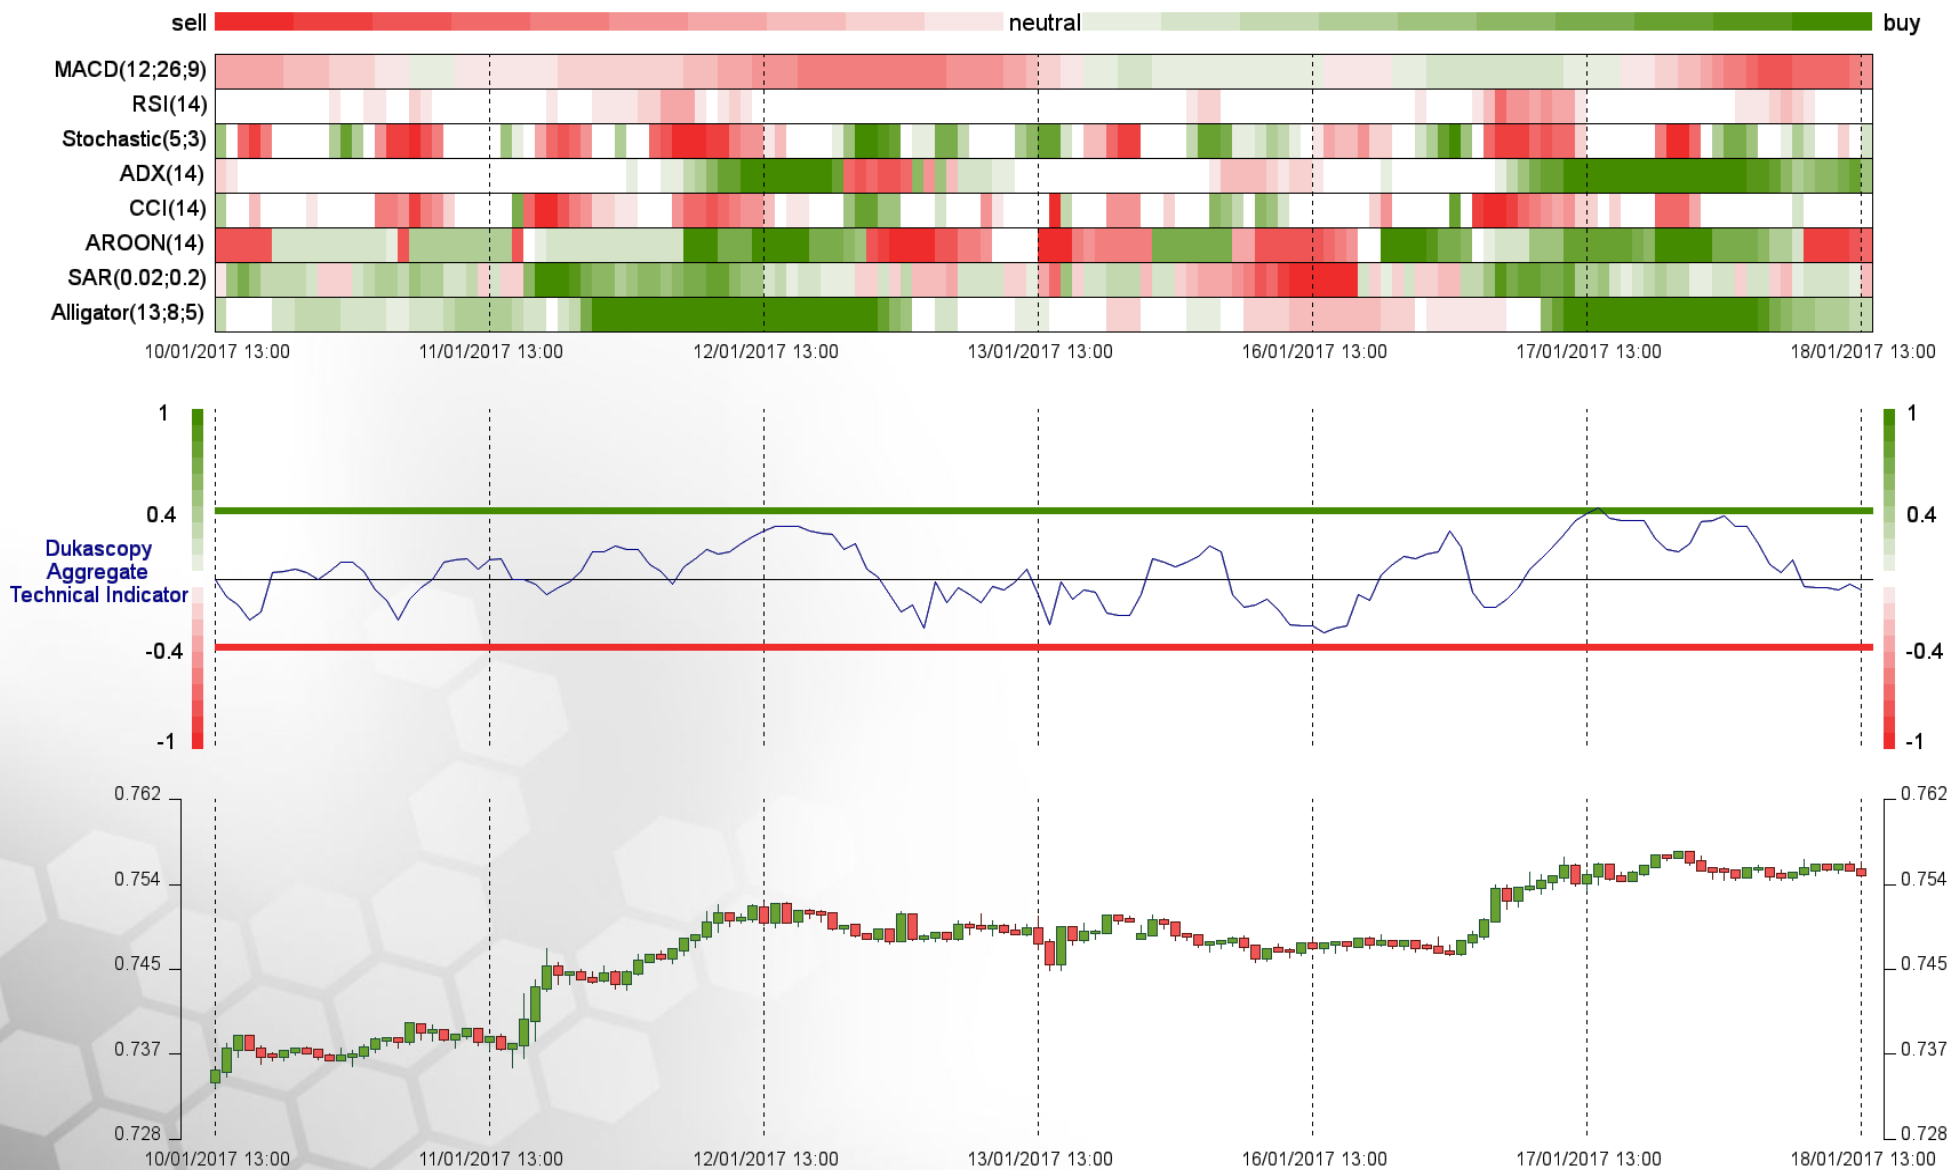 sell neutral buy
MACD(12;26;9)
RSI(14)
Stochastic(5;3)
ADX(14)
CCI(14)
AROON(14)
SAR(0.02;0.2)
Alligator(13;8;5)
10/01/2017 13:00 11/01/2017 13:00 12/01/2017 13:00 13/01/2017 13:00 16/01/2017 13:00 17/01/2017 13:00 18/01/2017 13:00
1 1
0.4 0.4
Dukascopy
Aggregate
Technical Indicator
-0.4 -0.4
-1 -1
0.762 0.762
0.754 0.754
0.745 0.745
0.737 0.737
0.728 0.728
10/01/2017 13:00 11/01/2017 13:00 12/01/2017 13:00 13/01/2017 13:00 16/01/2017 13:00 17/01/2017 13:00 18/01/2017 13:00